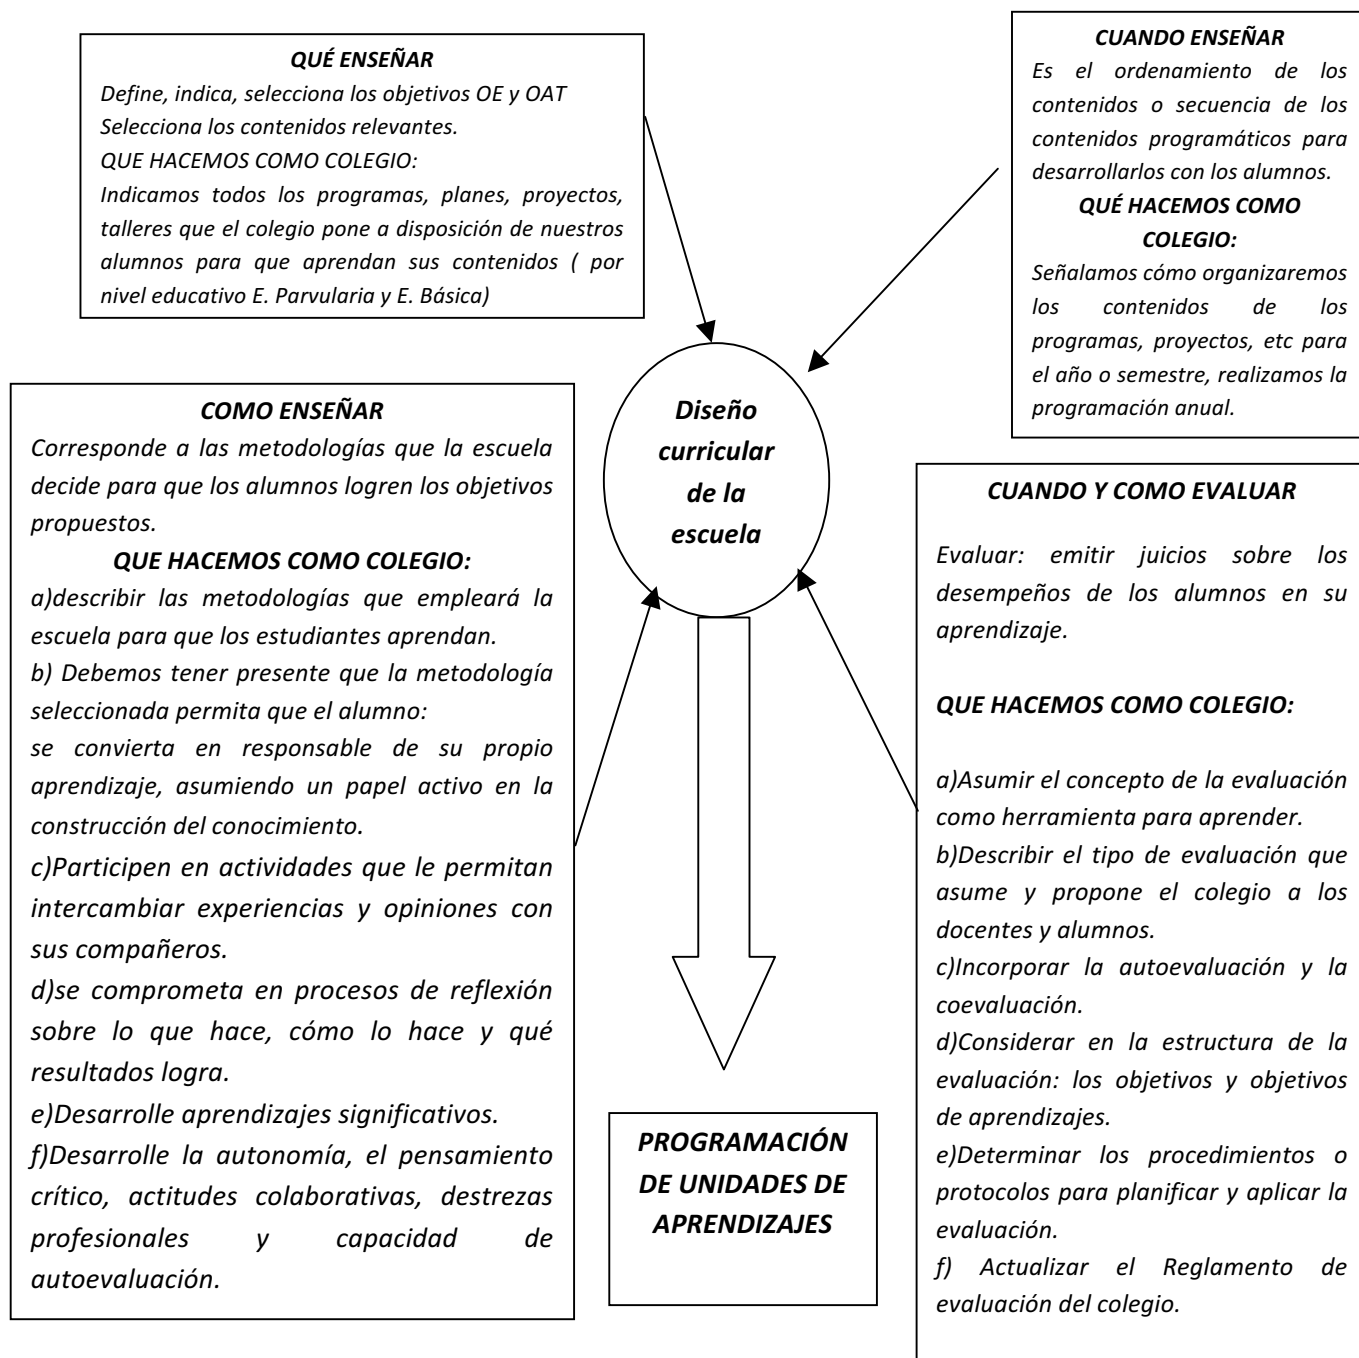 QUÉ ENSEÑAR
Define, indica, selecciona los objetivos OE y OAT
Selecciona los contenidos relevantes.
QUE HACEMOS COMO COLEGIO:
Indicamos todos los programas, planes, proyectos,
talleres que el colegio pone a disposición de nuestros
alumnos para que aprendan sus contenidos ( por
nivel educativo E. Parvularia y E. Básica)
CUANDO ENSEÑAR
Es el ordenamiento de los
contenidos o secuencia de los
contenidos programáticos para
desarrollarlos con los alumnos.
QUÉ HACEMOS COMO
COLEGIO:
Señalamos cómo organizaremos
los contenidos de los
programas, proyectos, etc para
el año o semestre, realizamos la
programación anual.
COMO ENSEÑAR
Corresponde a las metodologías que la escuela
decide para que los alumnos logren los objetivos
propuestos.
QUE HACEMOS COMO COLEGIO:
a)describir las metodologías que empleará la
escuela para que los estudiantes aprendan.
b) Debemos tener presente que la metodología
seleccionada permita que el alumno:
se convierta en responsable de su propio
aprendizaje, asumiendo un papel activo en la
construcción del conocimiento.
c)Participen en actividades que le permitan
intercambiar experiencias y opiniones con
sus compañeros.
d)se comprometa en procesos de reflexión
sobre lo que hace, cómo lo hace y qué
resultados logra.
e)Desarrolle aprendizajes significativos.
f)Desarrolle la autonomía, el pensamiento
crítico, actitudes colaborativas, destrezas
profesionales y capacidad de
autoevaluación.
Diseño
curricular
de la
escuela
CUANDO Y COMO EVALUAR
Evaluar: emitir juicios sobre los
desempeños de los alumnos en su
aprendizaje.
QUE HACEMOS COMO COLEGIO:
a)Asumir el concepto de la evaluación
como herramienta para aprender.
b)Describir el tipo de evaluación que
asume y propone el colegio a los
docentes y alumnos.
c)Incorporar la autoevaluación y la
coevaluación.
d)Considerar en la estructura de la
evaluación: los objetivos y objetivos
de aprendizajes.
e)Determinar los procedimientos o
protocolos para planificar y aplicar la
evaluación.
f) Actualizar el Reglamento de
evaluación del colegio.
PROGRAMACIÓN
DE UNIDADES DE
APRENDIZAJES